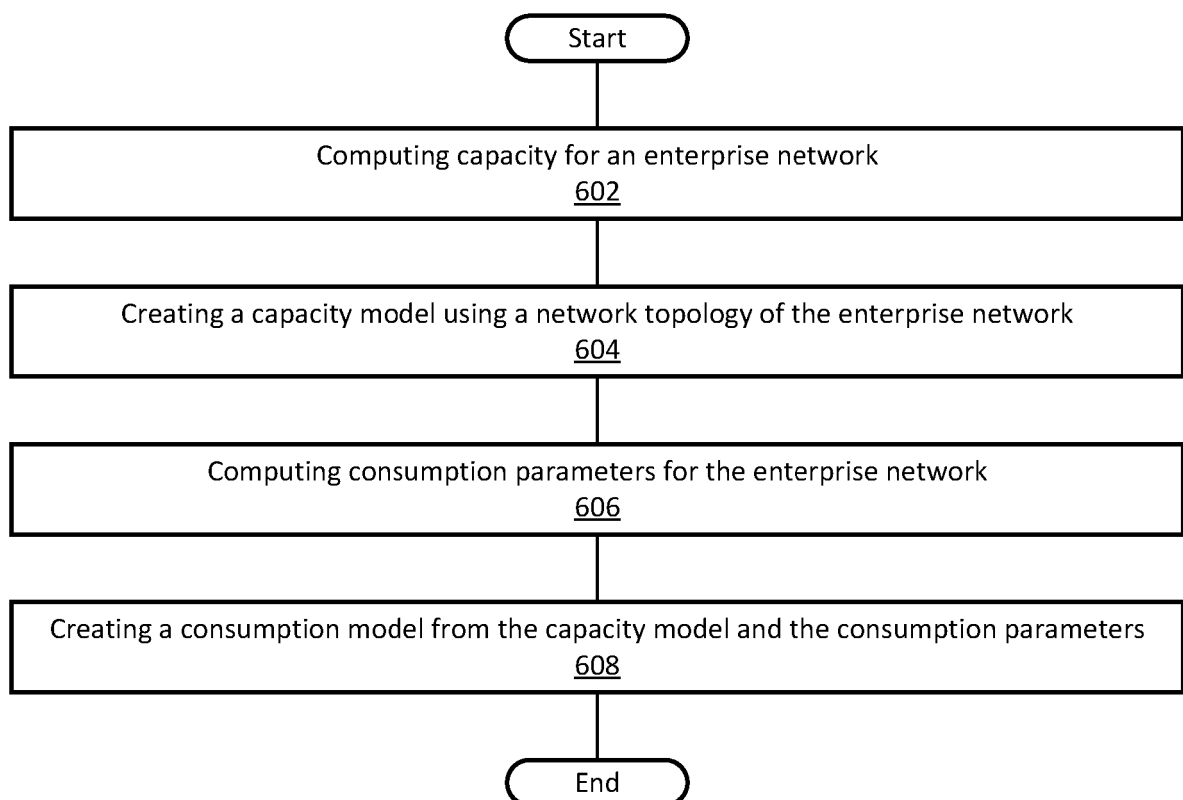 Start
Computing capacity for an enterprise network
602
Creating a capacity model using a network topology of the enterprise network
604
Computing consumption parameters for the enterprise network
606
Creating a consumption model from the capacity model and the consumption parameters
608
End